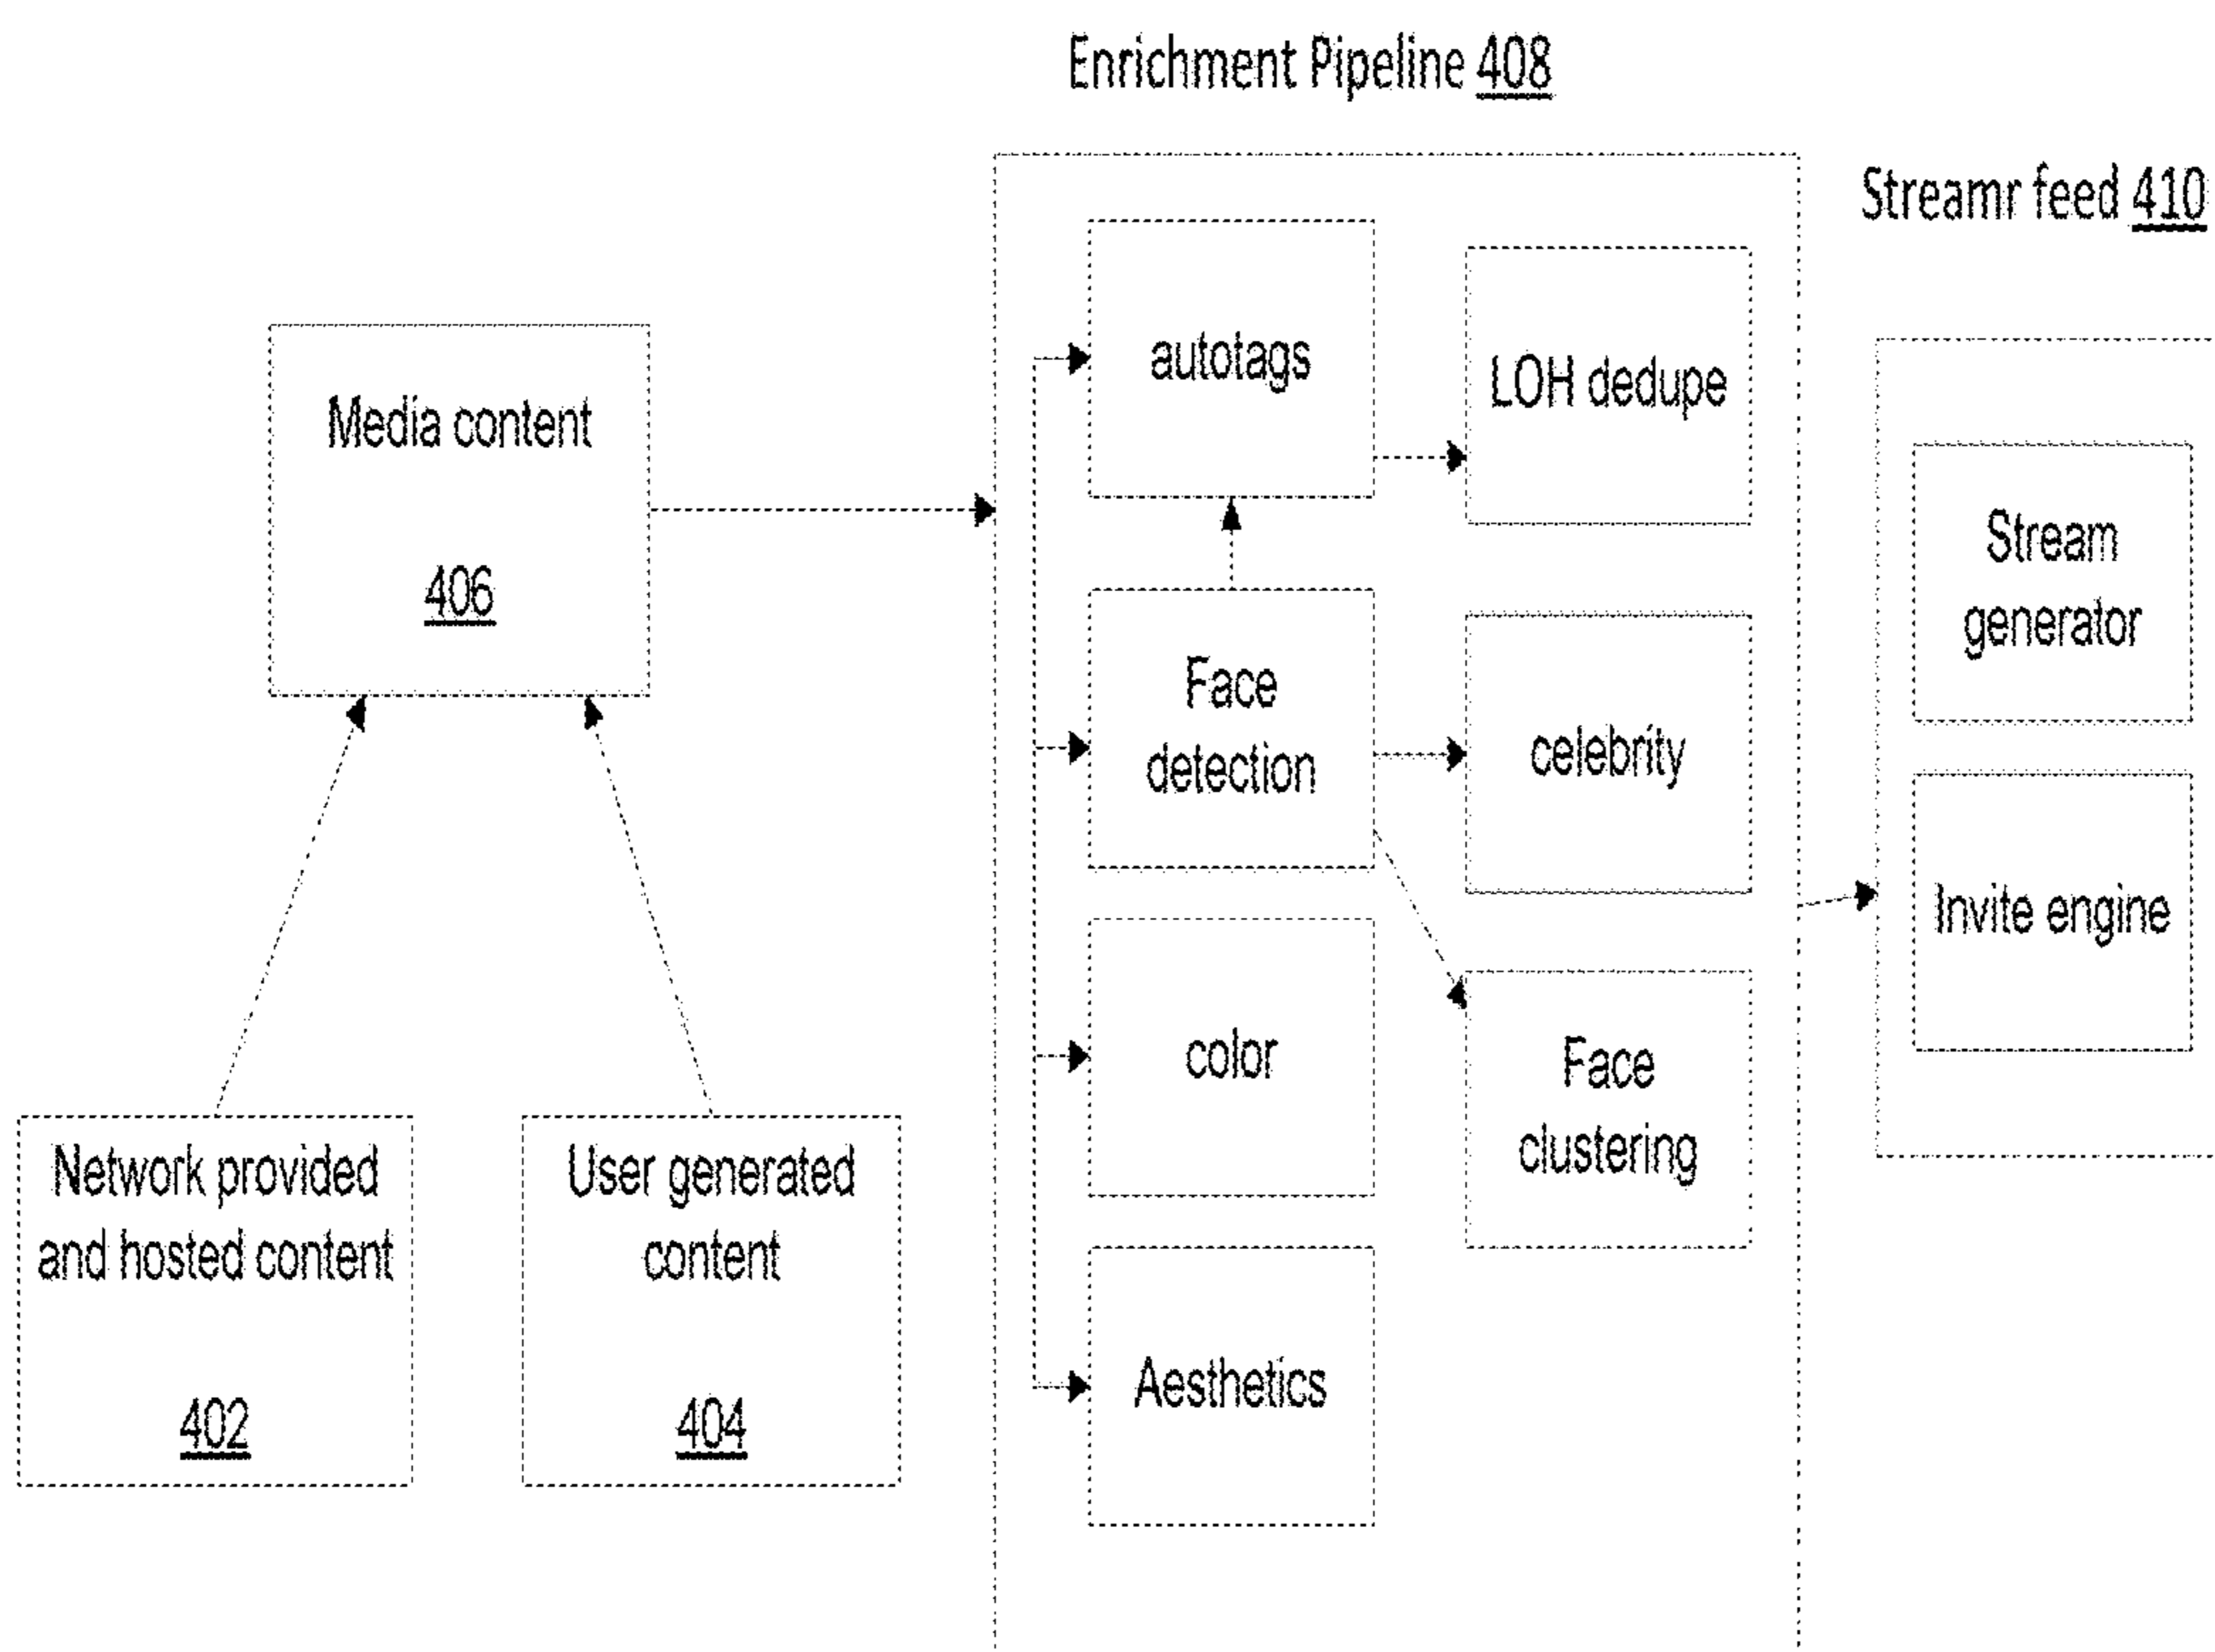 Enrichment Pipeline 408
Streamr feed 410
Media content
406
Network provided
and hosted content
402
User generated
content
404
autotags
LOH dedupe
Face
detection
celebrity
color
Face
clustering
Aesthetics
Stream
generator
Invite engine